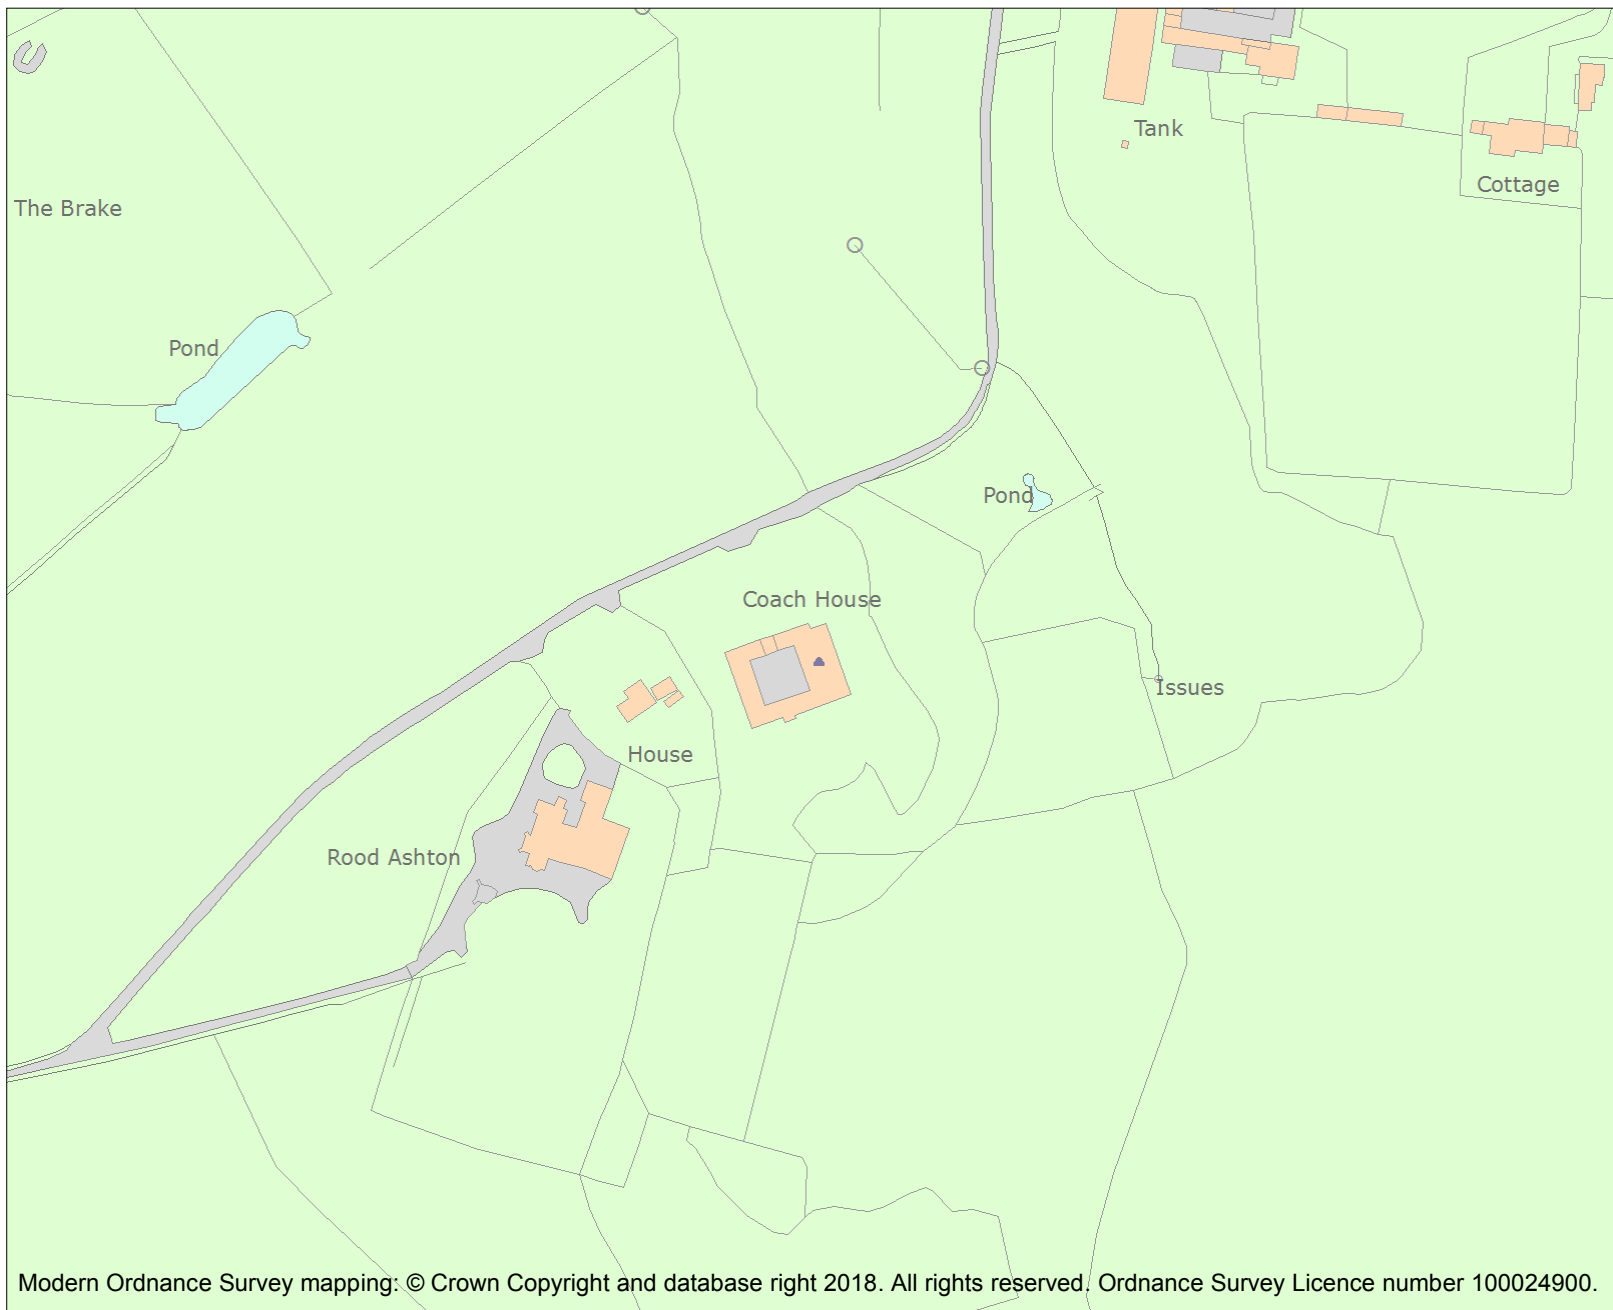 Tank
Cottage
The Brake
Pond
Pond
Coach House
Issues
House
Rood Ashton
Modern Ordnance Survey mapping: © Crown Copyright and database right 2018. All rights reserved. Ordnance Survey Licence number 100024900.